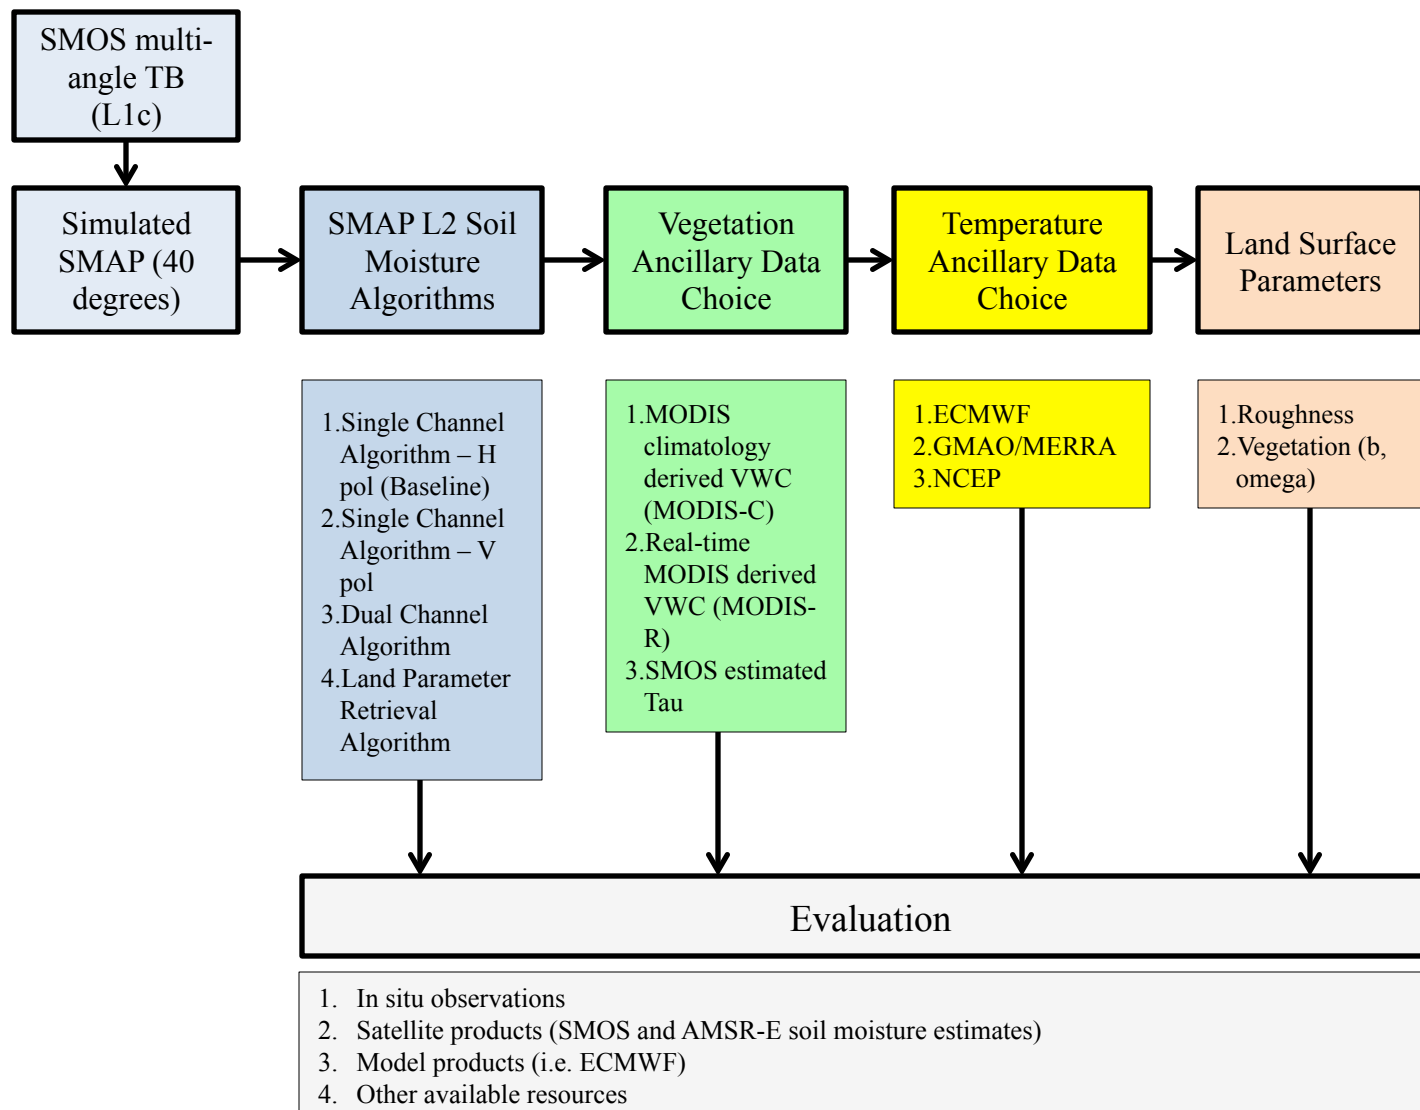 SMOS multi-
angle TB
(L1c)
Simulated
SMAP (40
degrees)
SMAP L2 Soil
Moisture
Algorithms
Vegetation
Ancillary Data
Choice
Temperature
Ancillary Data
Choice
Land Surface
Parameters
1.Single Channel
Algorithm – H
pol (Baseline)
2.Single Channel
Algorithm – V
pol
3.Dual Channel
Algorithm
4.Land Parameter
Retrieval
Algorithm
1.MODIS
climatology
derived VWC
(MODIS-C)
2.Real-time
MODIS derived
VWC (MODIS-
R)
3.SMOS estimated
Tau
1.ECMWF
2.GMAO/MERRA
3.NCEP
1.Roughness
2.Vegetation (b,
omega)
Evaluation
1. In situ observations
2. Satellite products (SMOS and AMSR-E soil moisture estimates)
3. Model products (i.e. ECMWF)
4. Other available resources